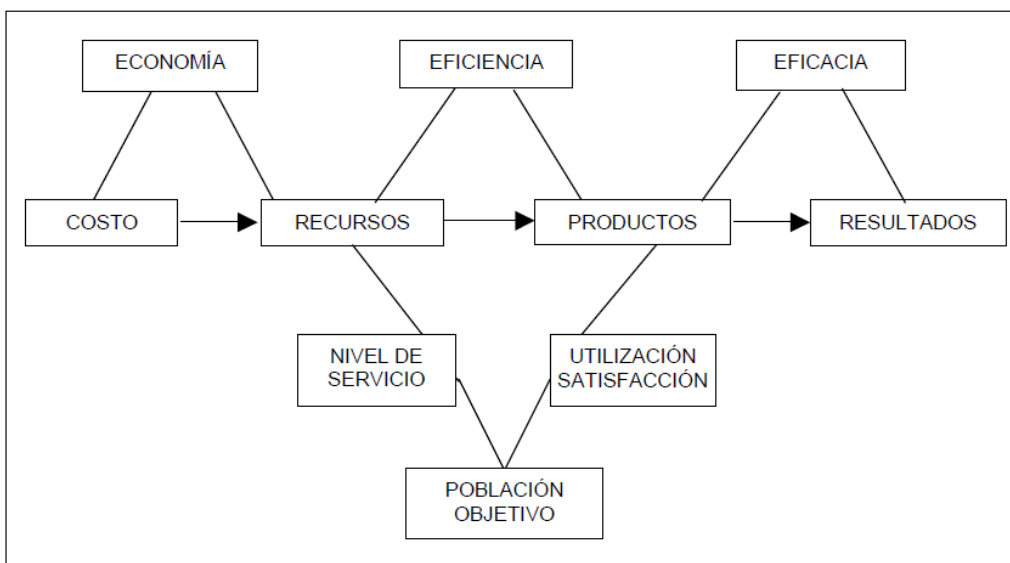 ECONOMÍA
EFICIENCIA
EFICACIA
COSTO
RECURSOS
PRODUCTOS
RESULTADOS
NIVEL DE
SERVICIO
UTILIZACIÓN
SATISFACCIÓN
POBLACIÓN
OBJETIVO